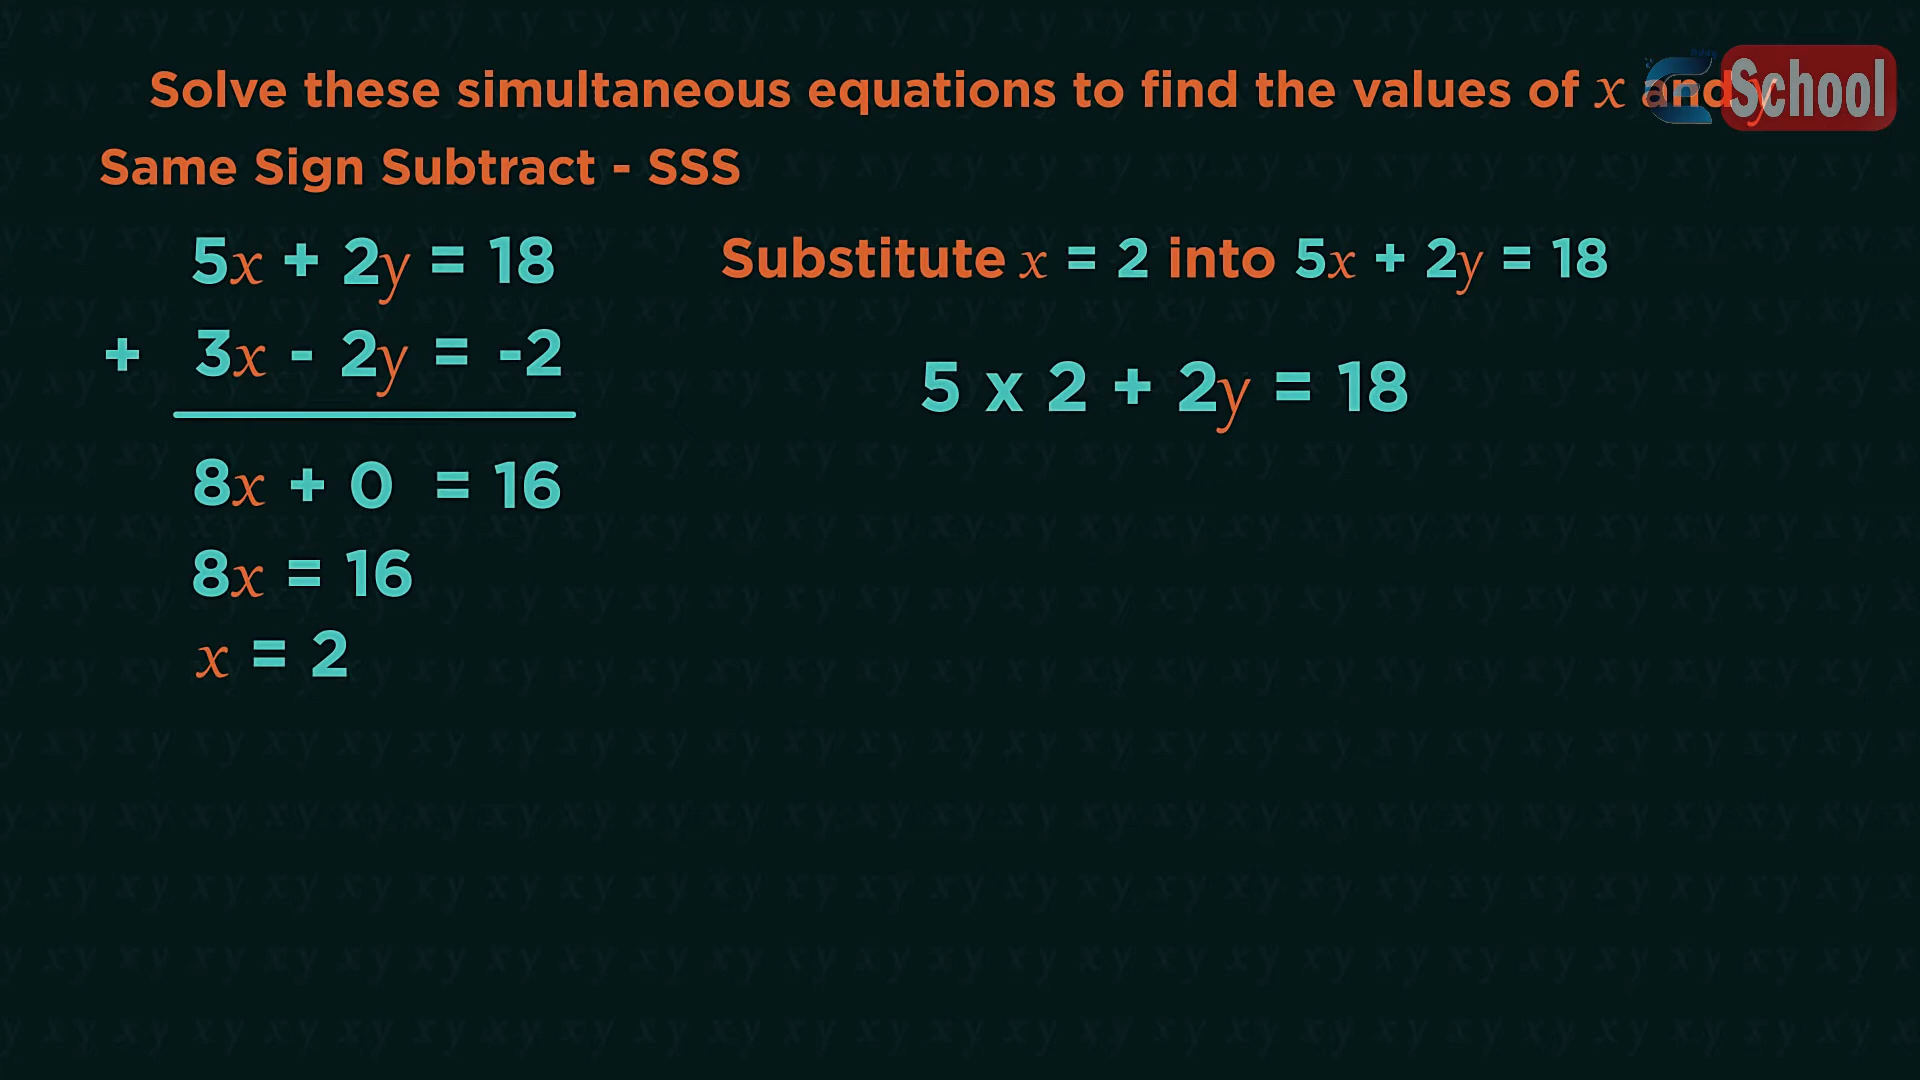 Solve these simultaneous equations to find the values of x and y
School
Same Sign Subtract - SSS
5x + 2y = 18
+ 3x - 2y = -2
8x + 0 = 16
8x = 16
x = 2
Substitute x = 2 into 5x + 2y = 18
5 x 2 + 2y = 18